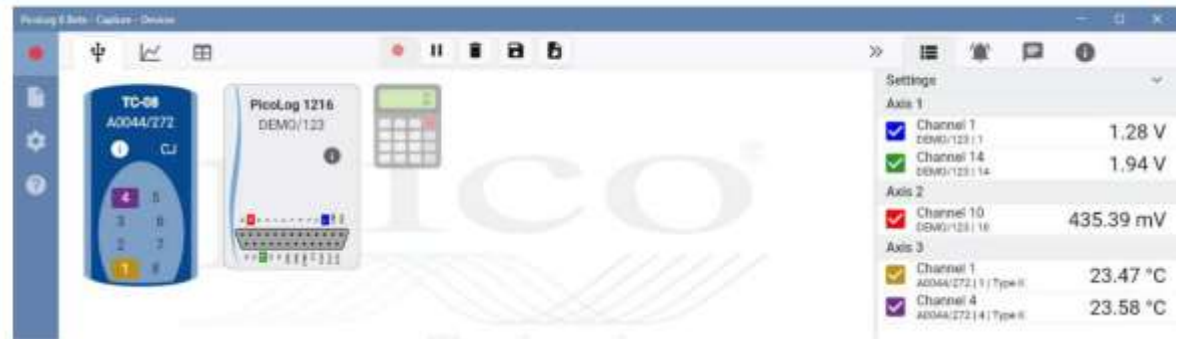 PicoLog 6 Beta - Capture - Devices
TC-08
A0044/272
CJ
4 5
3 6
2 7
1 8
PicoLog 1216
DEMO/123
pico
Settings
Axis 1
Channel 1
DEMO/123 | 1
1.28 V
Channel 14
DEMO/123 | 14
1.94 V
Axis 2
Channel 10
DEMO/123 | 10
435.39 mV
Axis 3
Channel 1
A0044/272 | 1 | Type K
23.47 °C
Channel 4
A0044/272 | 4 | Type K
23.58 °C